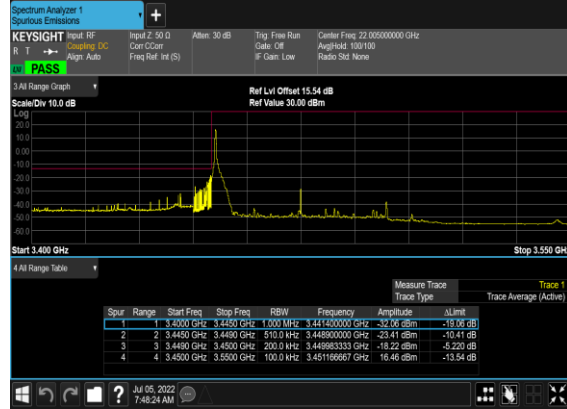 Spectrum Analyzer 1
Spurious Emissions
+
KEYSIGHT Input: RF Input Z: 50 Ω Atten: 30 dB Trig: Free Run Center Freq: 22.005000000 GHz
R T Coupling: DC Corr CCorr Gate: Off Avg|Hold: 100/100
Align: Auto Freq Ref: Int (S) IF Gain: Low Radio Std: None
PASS
3 All Range Graph
Ref Lvl Offset 15.54 dB
Scale/Div 10.0 dB Ref Value 30.00 dBm
Log
20.0
10.0
0.00
-10.0
-20.0
-30.0
-40.0
-50.0
-60.0
Start 3.400 GHz Stop 3.550 GHz
4 All Range Table
Measure Trace Trace 1
Trace Type Trace Average (Active)
Spur Range Start Freq Stop Freq RBW Frequency Amplitude ΔLimit
1 1 3.4000 GHz 3.4450 GHz 1.000 MHz 3.441400000 GHz -32.06 dBm -19.06 dB
2 2 3.4450 GHz 3.4490 GHz 510.0 kHz 3.448900000 GHz -23.41 dBm -10.41 dB
3 3 3.4490 GHz 3.4500 GHz 200.0 kHz 3.449983333 GHz -18.22 dBm -5.220 dB
4 4 3.4500 GHz 3.5500 GHz 100.0 kHz 3.451166667 GHz 16.46 dBm -13.54 dB
? Jul 05, 2022
7:48:24 AM